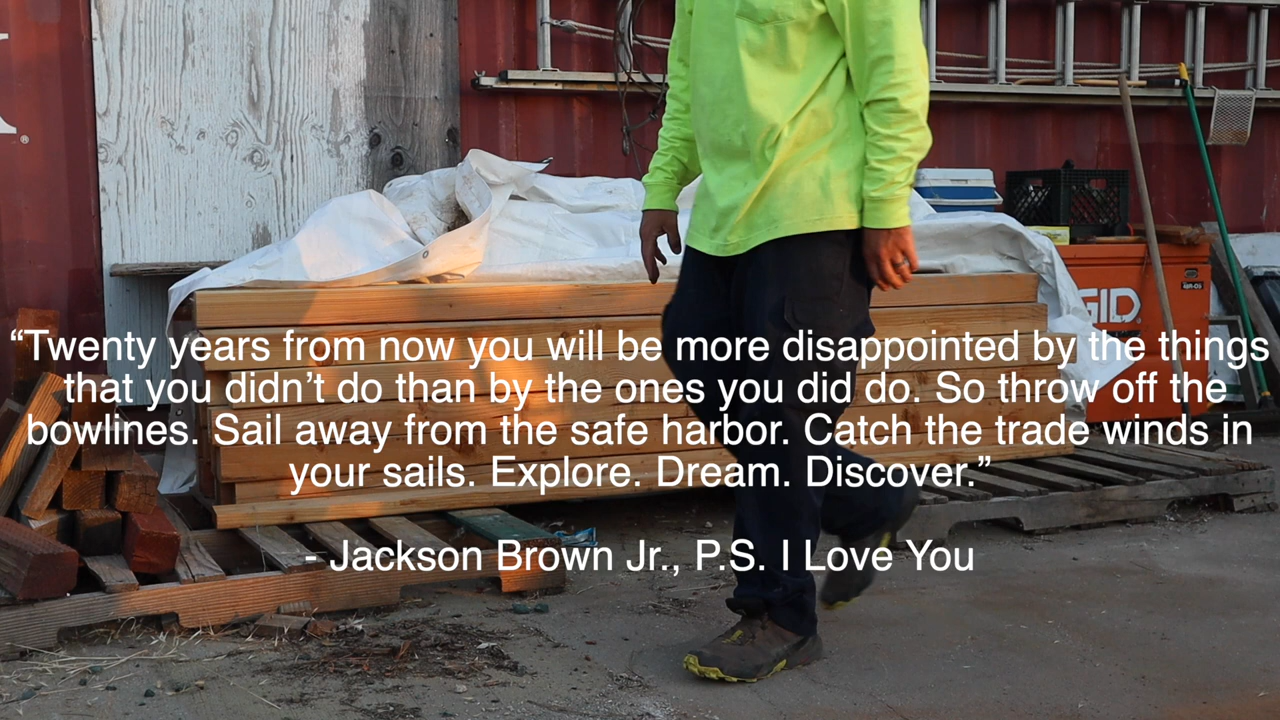 “Twenty years from now you will be more disappointed by the things
that you didn’t do than by the ones you did do. So throw off the
bowlines. Sail away from the safe harbor. Catch the trade winds in
your sails. Explore. Dream. Discover.”
- Jackson Brown Jr., P.S. I Love You
GID